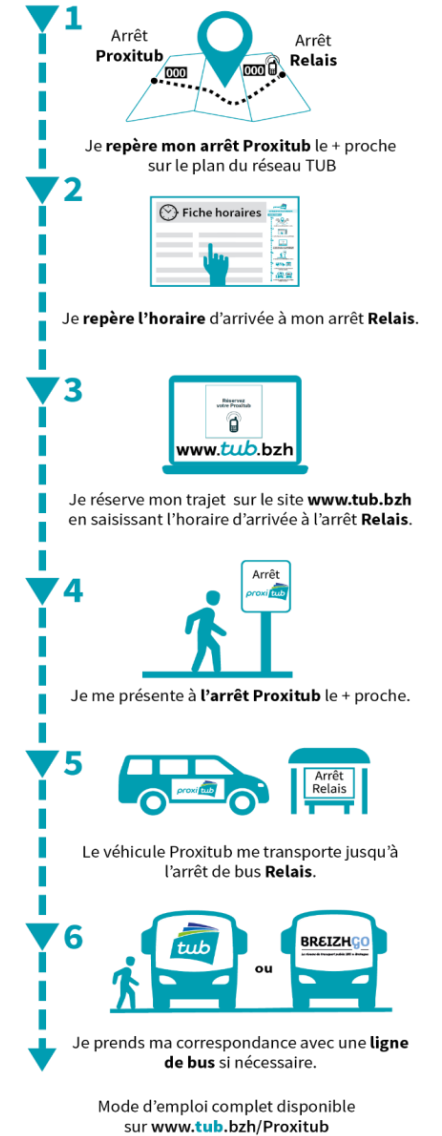 1
Arrêt
Proxitub
Arrêt
Relais
000
000
Je repère mon arrêt Proxitub le + proche
sur le plan du réseau TUB
2
Fiche horaires
Je repère l'horaire d'arrivée à mon arrêt Relais.
3
Réservez
votre Proxitub
www.tub.bzh
Je réserve mon trajet sur le site www.tub.bzh
en saisissant l'horaire d'arrivée à l'arrêt Relais.
4
Arrêt
proxitub
Je me présente à l'arrêt Proxitub le + proche.
5
proxitub
Arrêt
Relais
Le véhicule Proxitub me transporte jusqu'à
l'arrêt de bus Relais.
6
tub
ou
BREIZHGO
Je prends ma correspondance avec une ligne
de bus si nécessaire.
Mode d'emploi complet disponible
sur www.tub.bzh/Proxitub